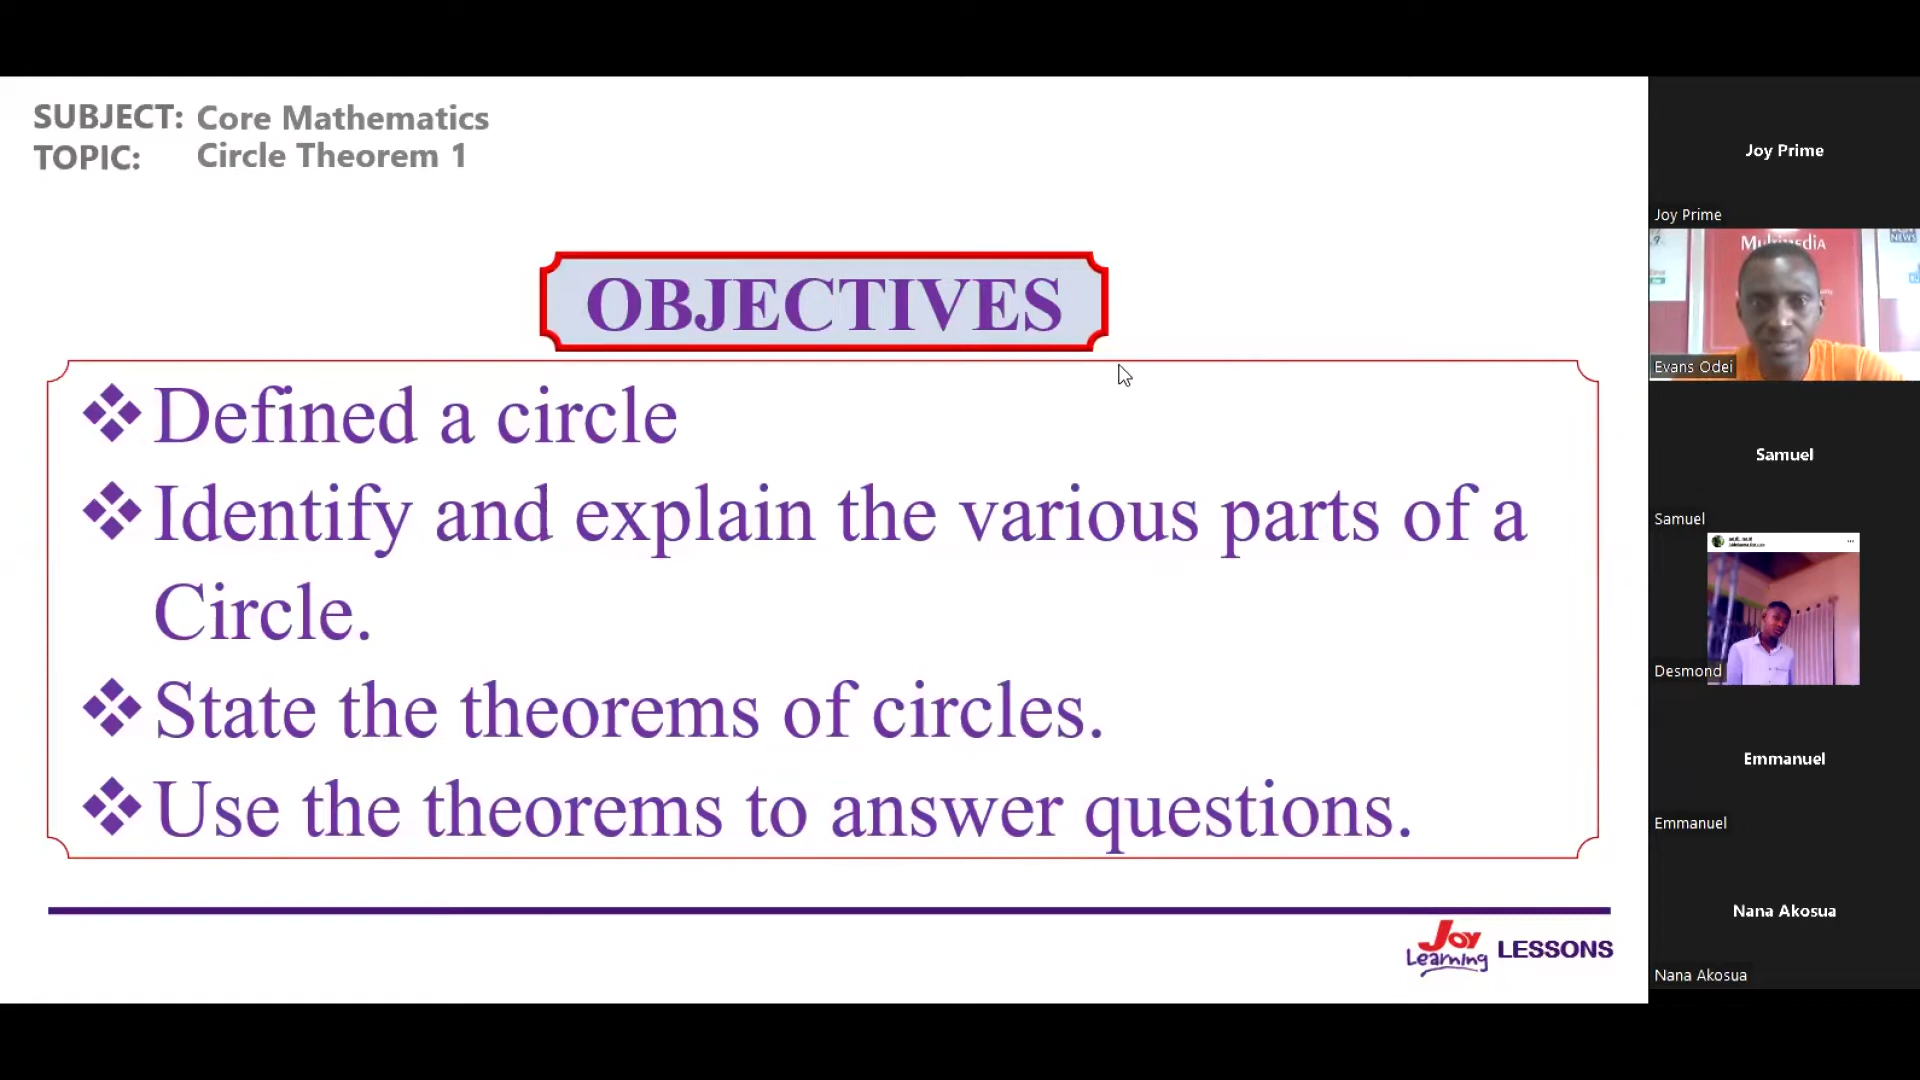 SUBJECT: Core Mathematics
TOPIC: Circle Theorem 1
OBJECTIVES
❖Defined a circle
❖Identify and explain the various parts of a
Circle.
❖State the theorems of circles.
❖Use the theorems to answer questions.
Joy Learning LESSONS
Joy Prime
Joy Prime
MulTimediA
NEWS
Evans Odei
Samuel
Samuel
Desmond
Emmanuel
Emmanuel
Nana Akosua
Nana Akosua